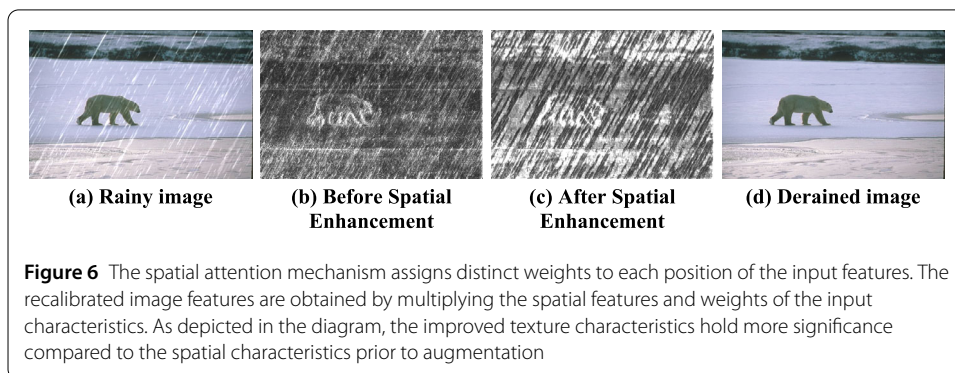 (a) Rainy image
(b) Before Spatial
Enhancement
(c) After Spatial
Enhancement
(d) Derained image
Figure 6 The spatial attention mechanism assigns distinct weights to each position of the input features. The
recalibrated image features are obtained by multiplying the spatial features and weights of the input
characteristics. As depicted in the diagram, the improved texture characteristics hold more significance
compared to the spatial characteristics prior to augmentation